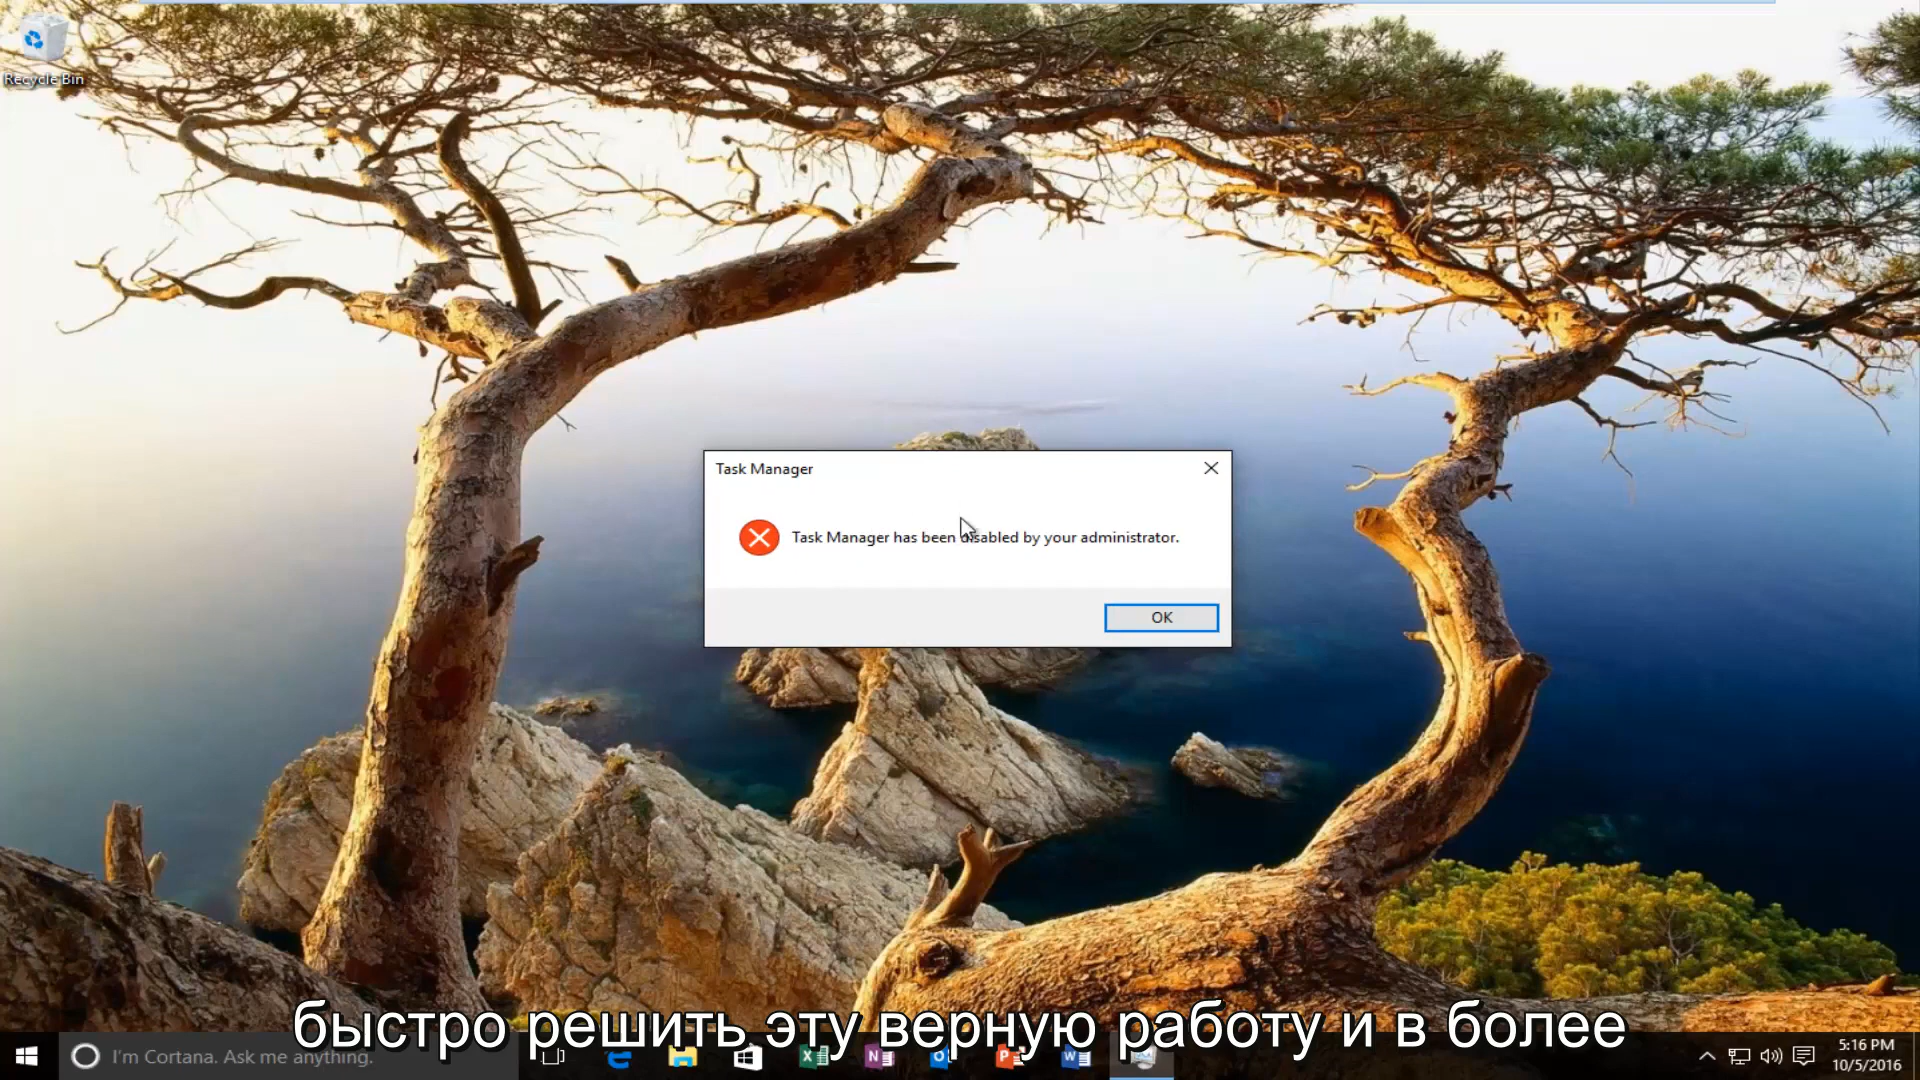 Recycle Bin
Task Manager
Task Manager has been disabled by your administrator.
OK
быстро решить эту верную работу и в более
I'm Cortana. Ask me anything.
5:16 PM
10/5/2016